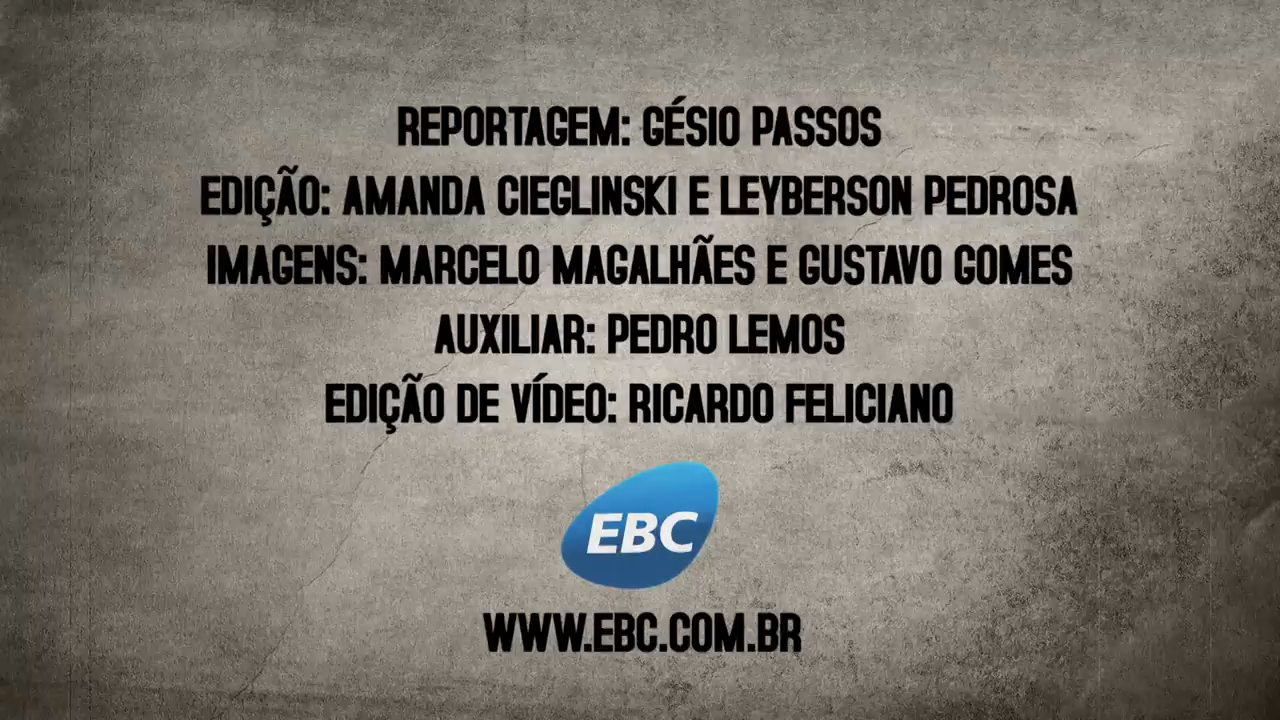 REPORTAGEM: GÉSIO PASSOS
EDIÇÃO: AMANDA CIEGLINSKI E LEYBERSON PEDROSA
IMAGENS: MARCELO MAGALHÃES E GUSTAVO GOMES
AUXILIAR: PEDRO LEMOS
EDIÇÃO DE VÍDEO: RICARDO FELICIANO
EBC
WWW.EBC.COM.BR